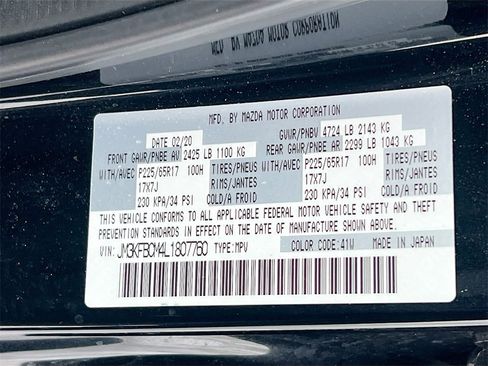 MFD. BY MAZDA MOTOR CORPORATION
MFD. BY MAZDA MOTOR CORPORATION
DATE 02/20 GVWR/PNBV 4724 LB 2143 KG
FRONT GAWR/PNBE AV 2425 LB 1100 KG REAR GAWR/PNBE AR 2299 LB 1043 KG
WITH/AVEC P225/65R17 100H TIRES/PNEUS WITH/AVEC P225/65R17 100H TIRES/PNEUS
17X7J RIMS/JANTES 17X7J RIMS/JANTES
230 KPA/34 PSI COLD/A FROID 230 KPA/34 PSI COLD/A FROID
THIS VEHICLE CONFORMS TO ALL APPLICABLE FEDERAL MOTOR VEHICLE SAFETY AND THEFT
PREVENTION STANDARDS IN EFFECT ON THE DATE OF MANUFACTURE SHOWN ABOVE.
VIN: JM3KFBCM4L1807760 TYPE:MPV COLOR CODE:41W MADE IN JAPAN